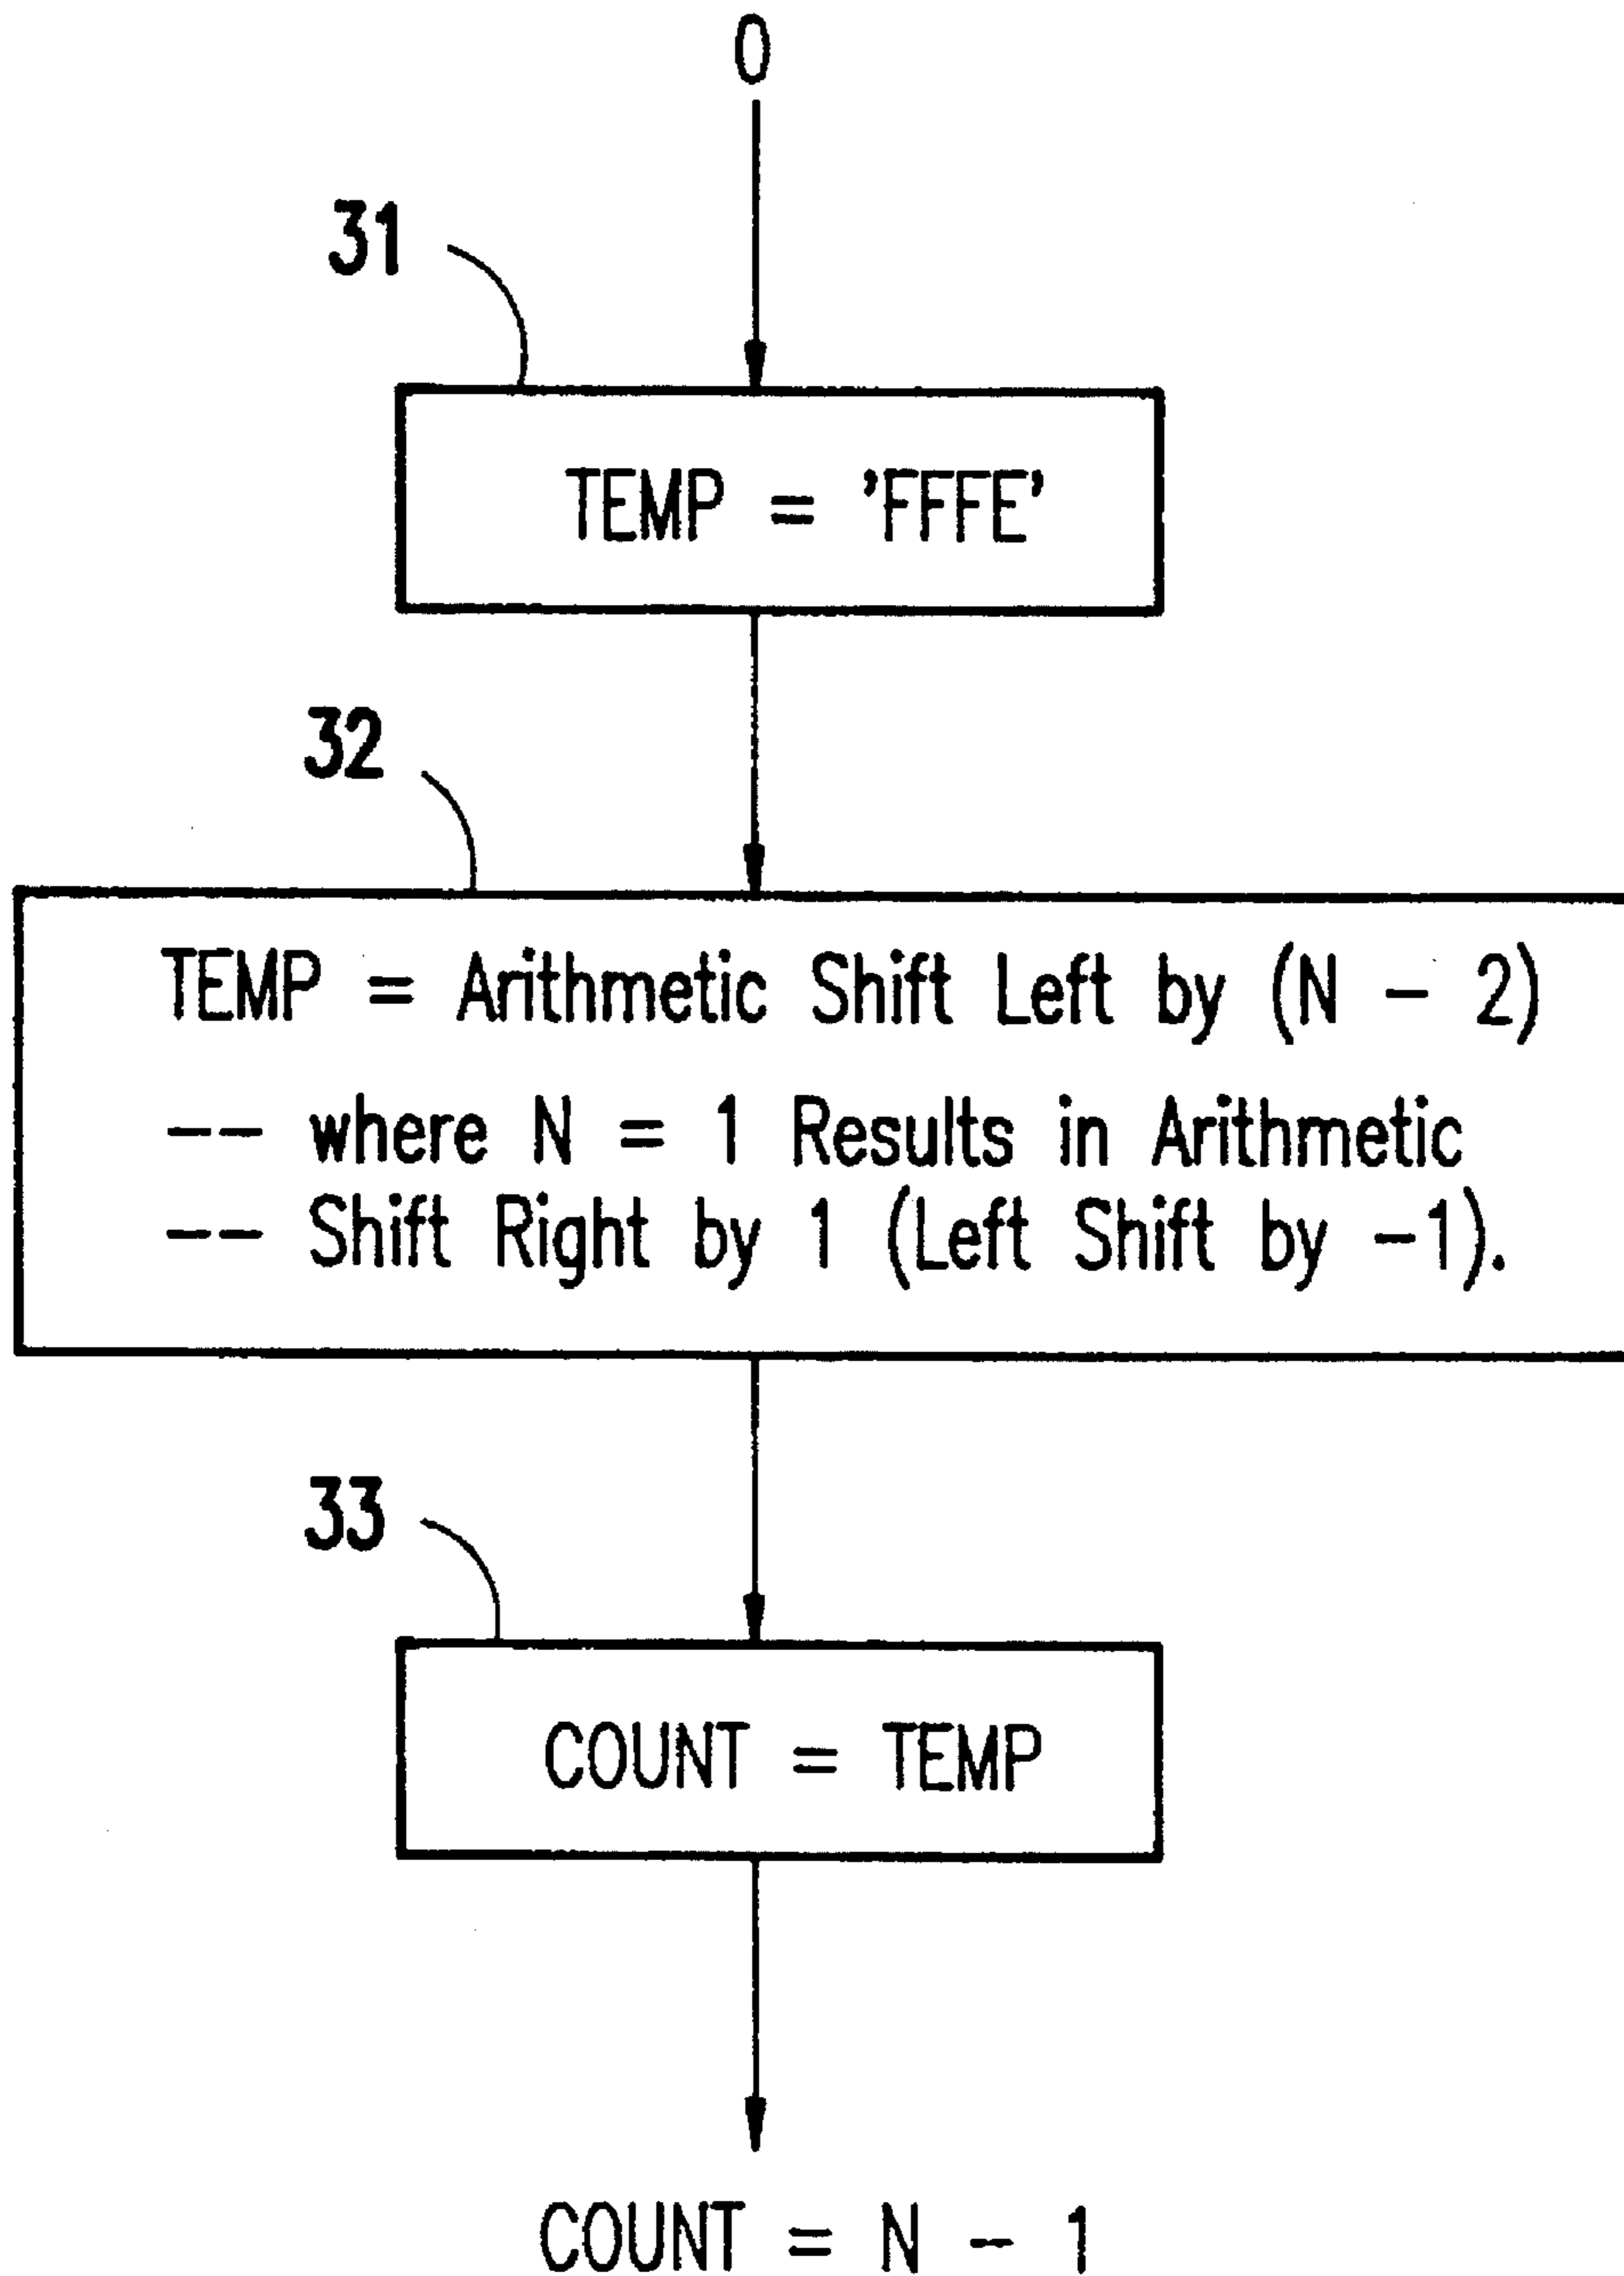 0
31
TEMP = 'FFFE'
32
TEMP = Arithmetic Shift Left by (N - 2)
-- where N = 1 Results in Arithmetic
-- Shift Right by 1 (Left Shift by -1).
33
COUNT = TEMP
COUNT = N - 1